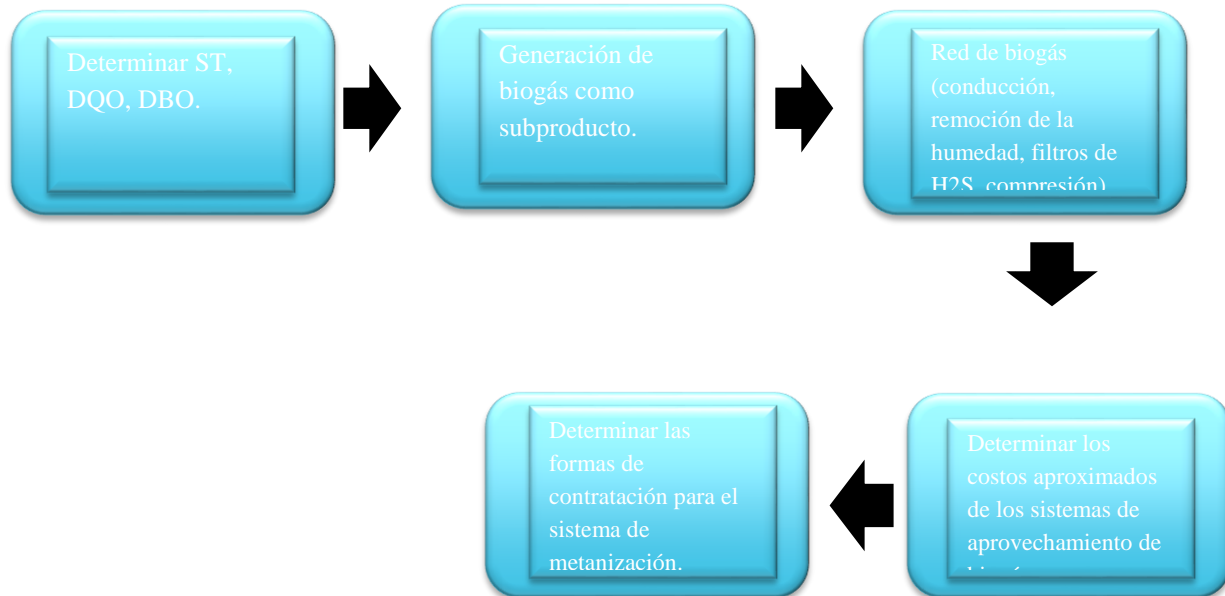 Determinar ST,
DQO, DBO.
Generación de
biogás como
subproducto.
Red de biogás
(conducción,
remoción de la
humedad, filtros de
H2S, compresión)
Determinar los
costos aproximados
de los sistemas de
aprovechamiento de
Determinar las
formas de
contratación para el
sistema de
metanización.